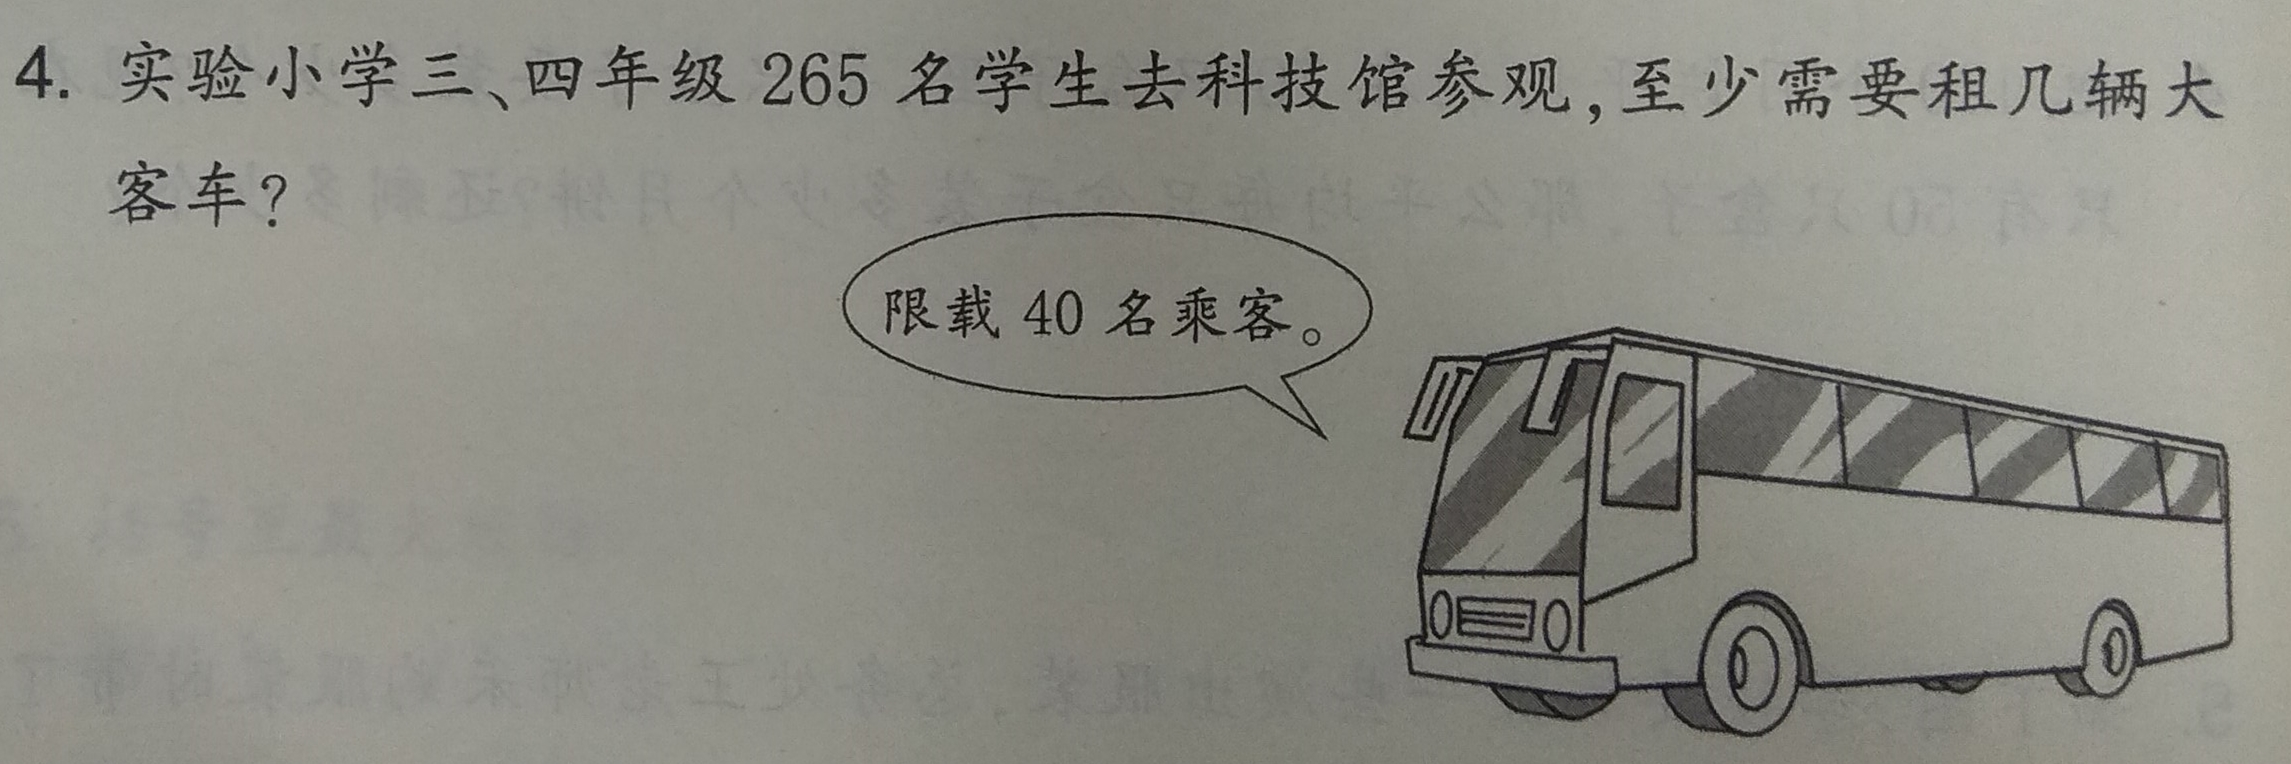 4. 实验小学三、四年级 265 名学生去科技馆参观,至少需要租几辆大
客车?
限载 40 名乘客。